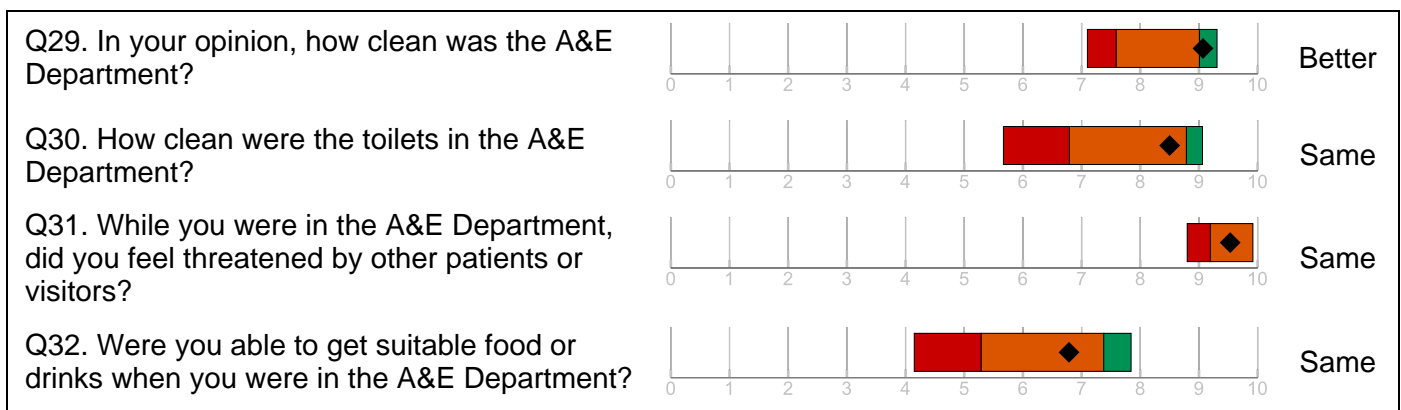 Q29. In your opinion, how clean was the A&E
Department?
0 1 2 3 4 5 6 7 8 9 10
Better
Q30. How clean were the toilets in the A&E
Department?
0 1 2 3 4 5 6 7 8 9 10
Same
Q31. While you were in the A&E Department,
did you feel threatened by other patients or
visitors?
0 1 2 3 4 5 6 7 8 9 10
Same
Q32. Were you able to get suitable food or
drinks when you were in the A&E Department?
0 1 2 3 4 5 6 7 8 9 10
Same